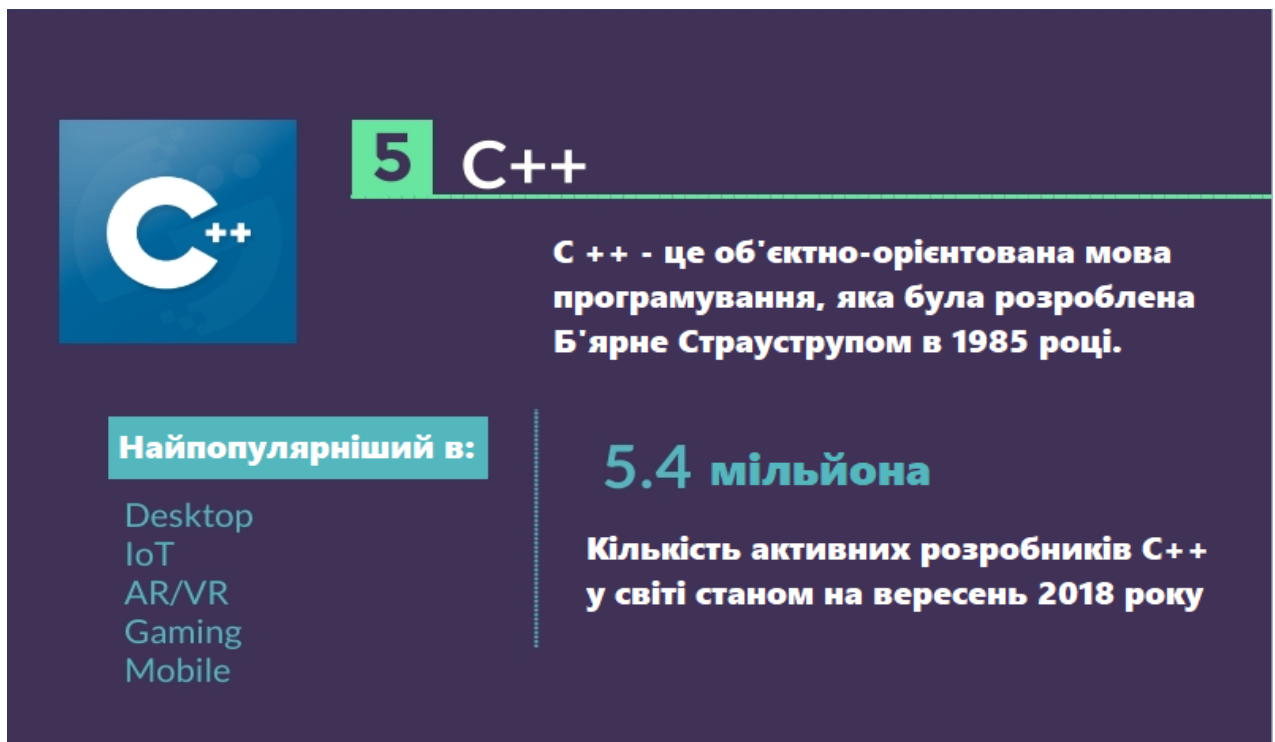 C++
5 C++
C ++ - це об'єктно-орієнтована мова
програмування, яка була розроблена
Б'ярне Страуструпом в 1985 році.
Найпопулярніший в:
Desktop
IoT
AR/VR
Gaming
Mobile
5.4 мільйона
Кількість активних розробників C++
у світі станом на вересень 2018 року